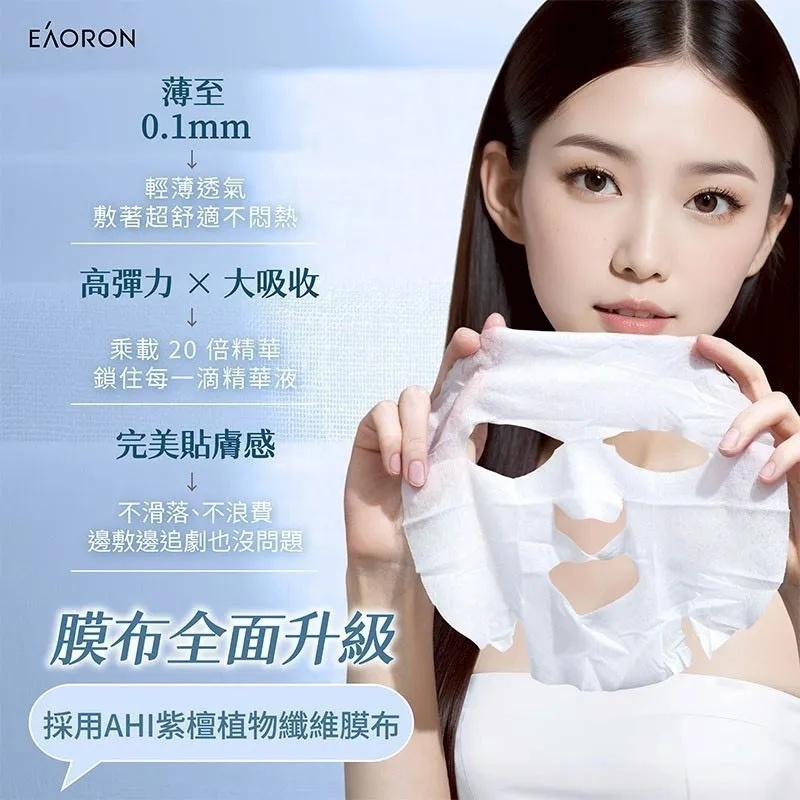 EÁORON
薄至
0.1mm
↓
輕薄透氣
敷著超舒適不悶熱
高彈力 × 大吸收
↓
乘載 20 倍精華
鎖住每一滴精華液
完美貼膚感
↓
不滑落、不浪費
邊敷邊追劇也沒問題
膜布全面升級
採用AHI紫檀植物纖維膜布